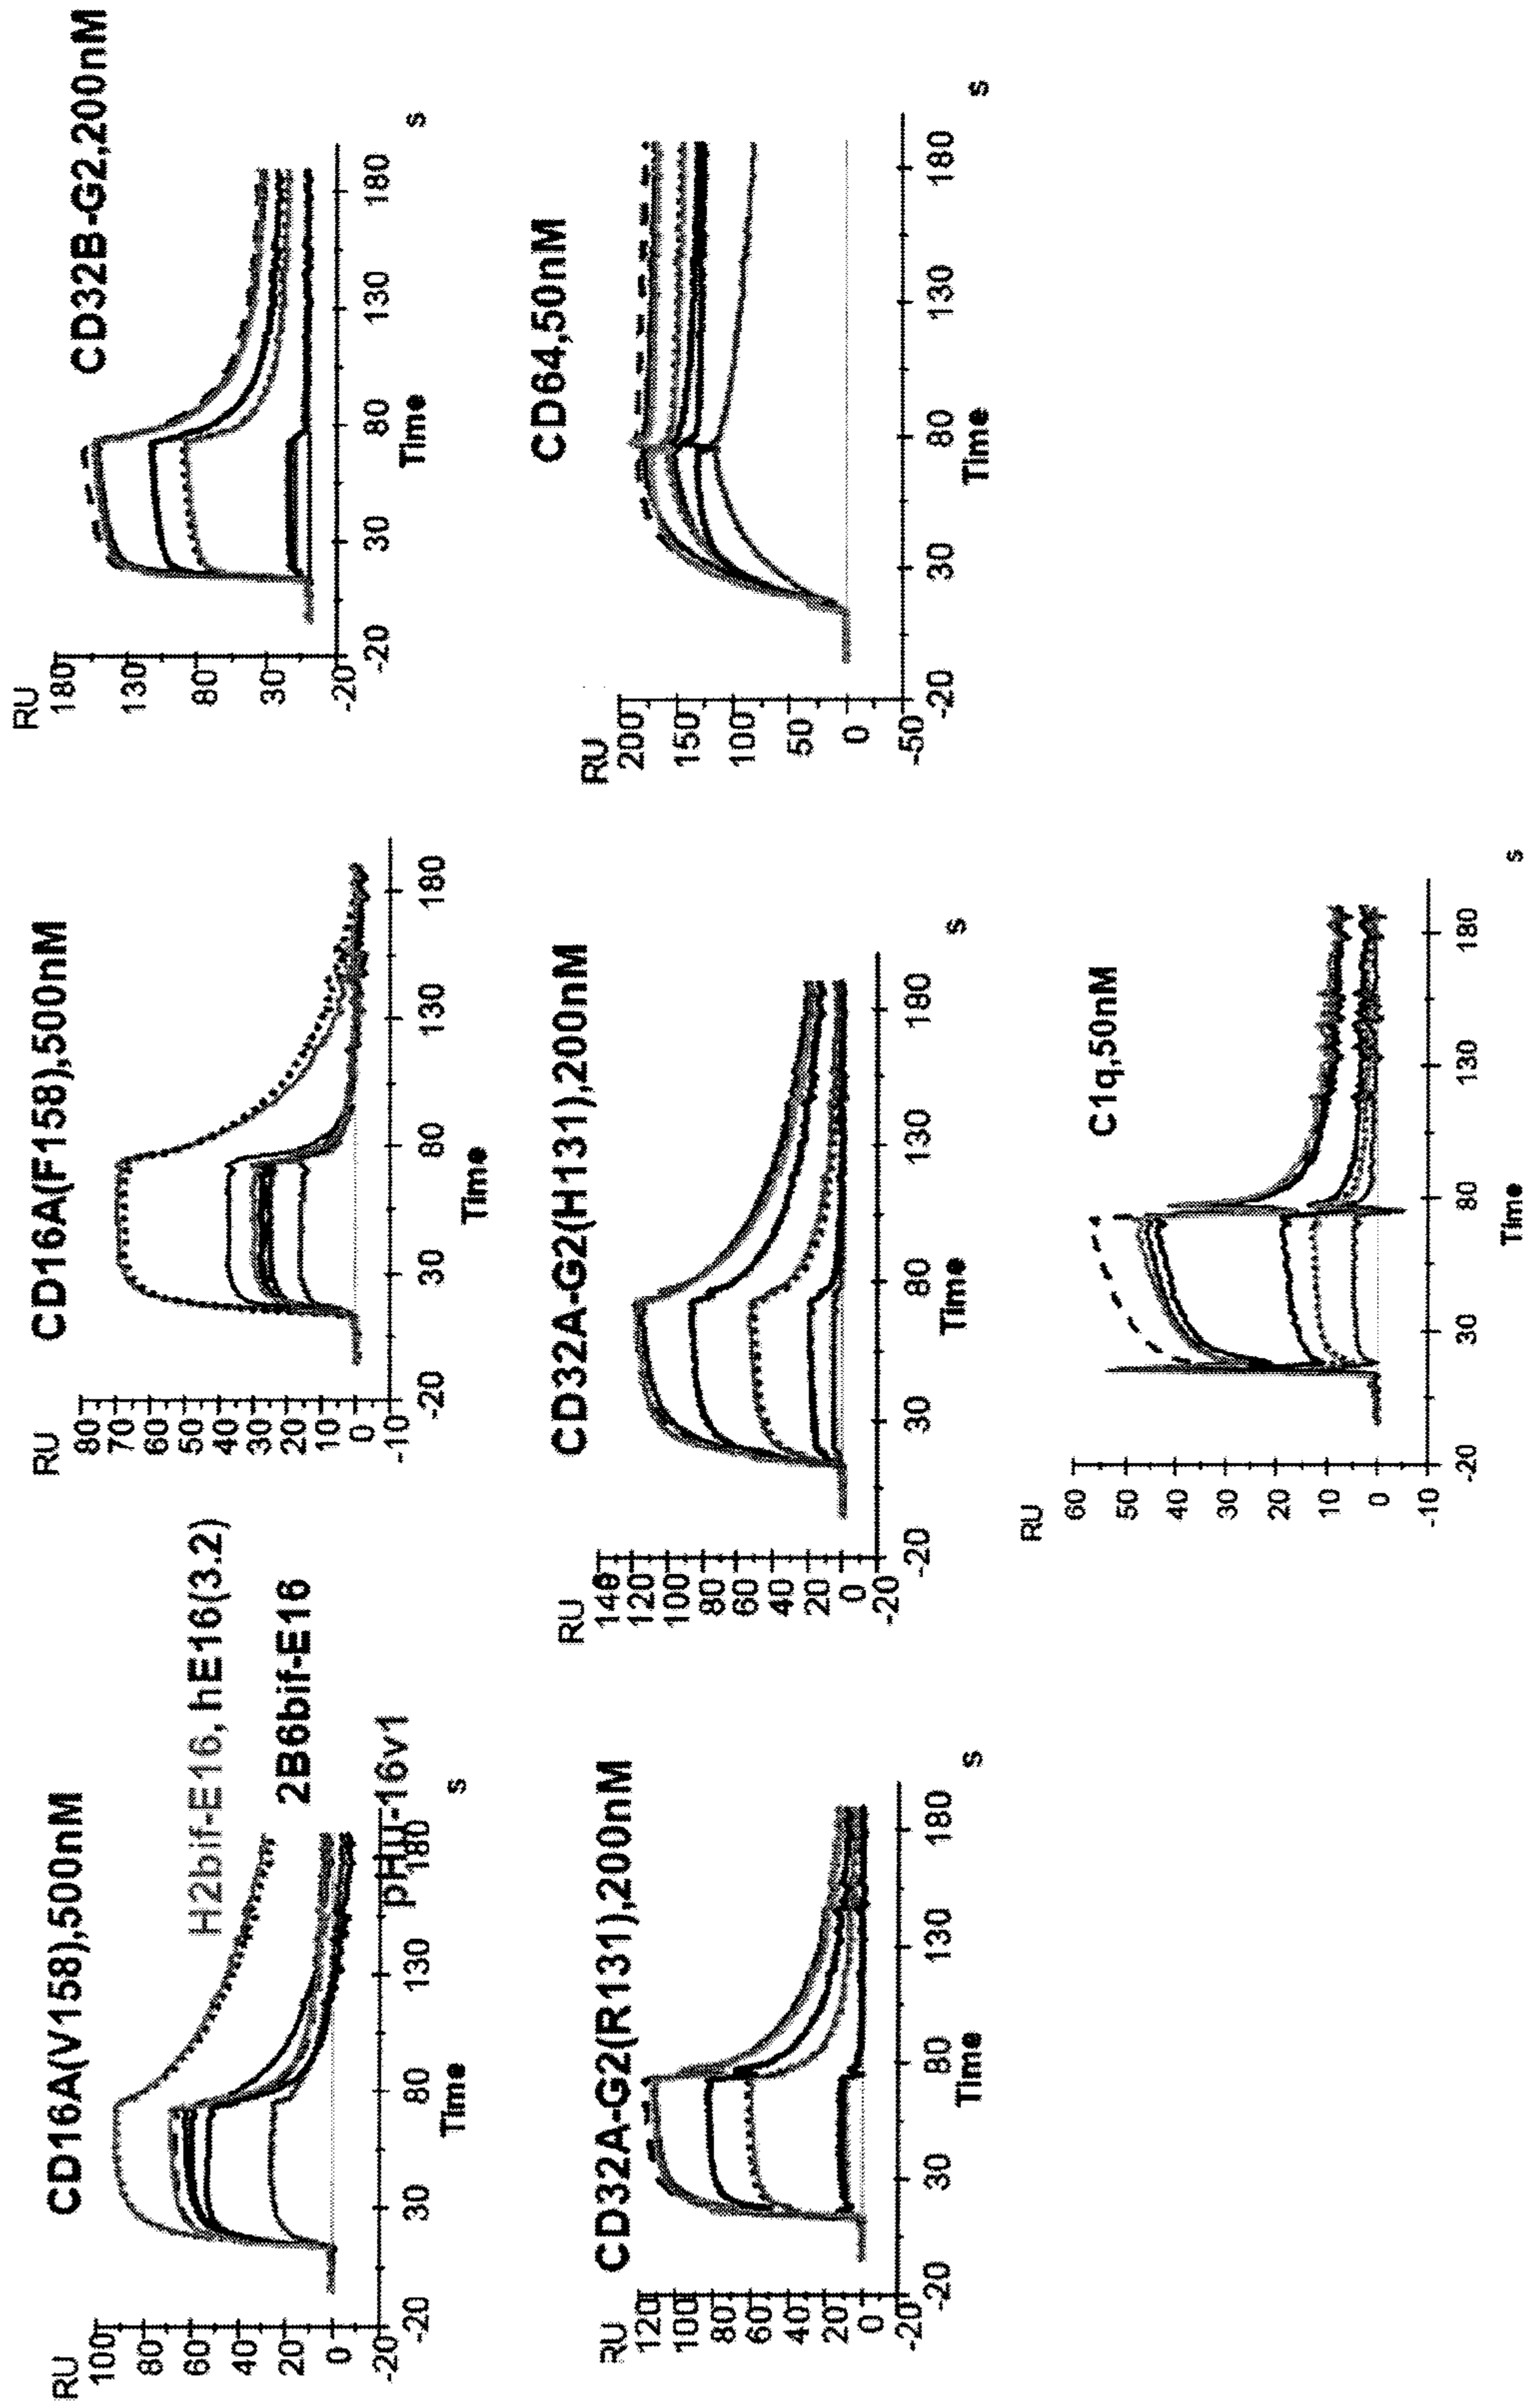 CD16A(V158),500nM
RU
100
80
60
40
20
0
-20
-20 30 80 130 180
Time
s
H2bif-E16, hE16(3.2)
2B6bif-E16
pHu-16v1
CD16A(F158),500nM
RU
80
70
60
50
40
30
20
10
0
-10
-20 30 80 130 180
Time
s
CD32B-G2,200nM
RU
180
130
80
30
-20
-20 30 80 130 180
Time
s
CD32A-G2(R131),200nM
RU
120
100
80
60
40
20
0
-20
-20 30 80 130 180
Time
s
CD32A-G2(H131),200nM
RU
120
100
80
60
40
20
0
-20
-20 30 80 130 180
Time
s
CD64,50nM
RU
200
150
100
50
0
-50
-20 30 80 130 180
Time
s
C1q,50nM
RU
60
50
40
30
20
10
0
-10
-20 30 80 130 180
Time
s